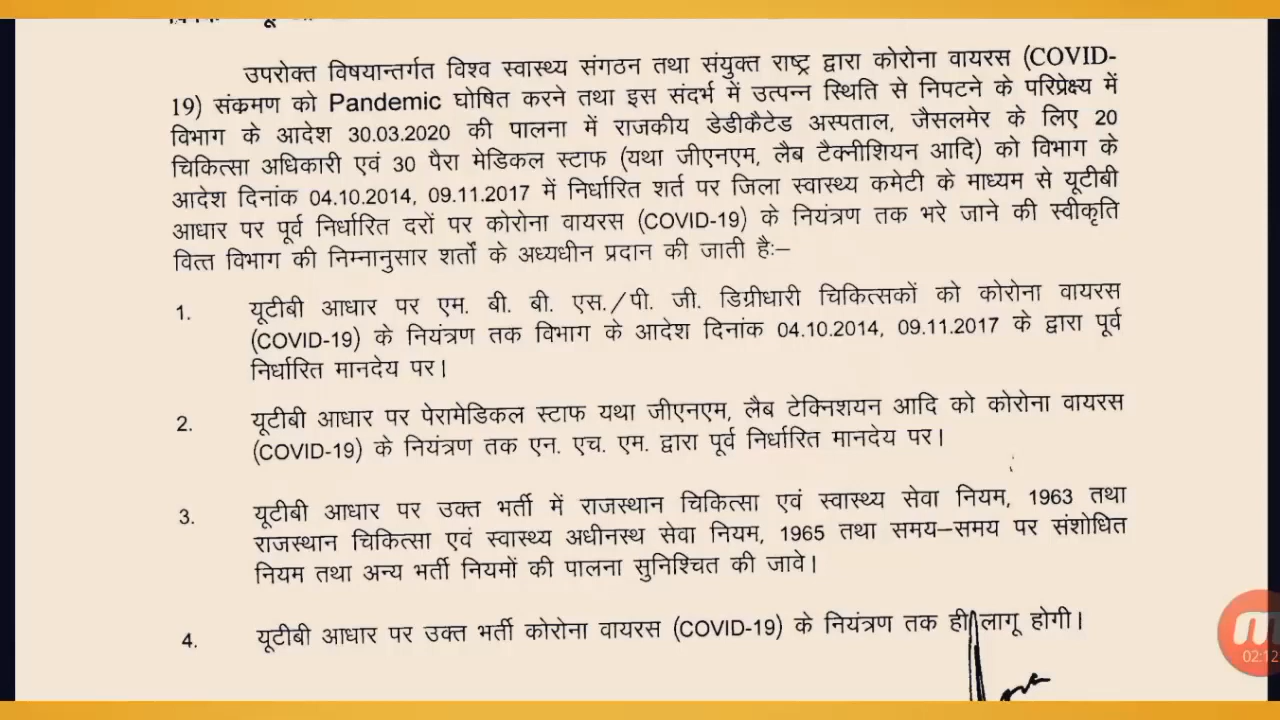 उपरोक्त विषयान्तर्गत विश्व स्वास्थ्य संगठन तथा संयुक्त राष्ट्र द्वारा कोरोना वायरस (COVID-
19) संक्रमण को Pandemic घोषित करने तथा इस संदर्भ में उत्पन्न स्थिति से निपटने के परिप्रेक्ष्य में
विभाग के आदेश 30.03.2020 की पालना में राजकीय डेडीकैटेड अस्पताल, जैसलमेर के लिए 20
चिकित्सा अधिकारी एवं 30 पैरा मेडिकल स्टाफ (यथा जीएनएम, लैब टैक्नीशियन आदि) को विभाग के
आदेश दिनांक 04.10.2014, 09.11.2017 में निर्धारित शर्त पर जिला स्वास्थ्य कमेटी के माध्यम से यूटीबी
आधार पर पूर्व निर्धारित दरों पर कोरोना वायरस (COVID-19) के नियंत्रण तक भरे जाने की स्वीकृति
वित्त विभाग की निम्नानुसार शर्तों के अध्यधीन प्रदान की जाती है:–
1. यूटीबी आधार पर एम. बी. बी. एस./पी. जी. डिग्रीधारी चिकित्सकों को कोरोना वायरस
(COVID-19) के नियंत्रण तक विभाग के आदेश दिनांक 04.10.2014, 09.11.2017 के द्वारा पूर्व
निर्धारित मानदेय पर।
2. यूटीबी आधार पर पेरामेडिकल स्टाफ यथा जीएनएम, लैब टेक्निशयन आदि को कोरोना वायरस
(COVID-19) के नियंत्रण तक एन. एच. एम. द्वारा पूर्व निर्धारित मानदेय पर।
3. यूटीबी आधार पर उक्त भर्ती में राजस्थान चिकित्सा एवं स्वास्थ्य सेवा नियम, 1963 तथा
राजस्थान चिकित्सा एवं स्वास्थ्य अधीनस्थ सेवा नियम, 1965 तथा समय–समय पर संशोधित
नियम तथा अन्य भर्ती नियमों की पालना सुनिश्चित की जावे।
4. यूटीबी आधार पर उक्त भर्ती कोरोना वायरस (COVID-19) के नियंत्रण तक ही लागू होगी।
02:12